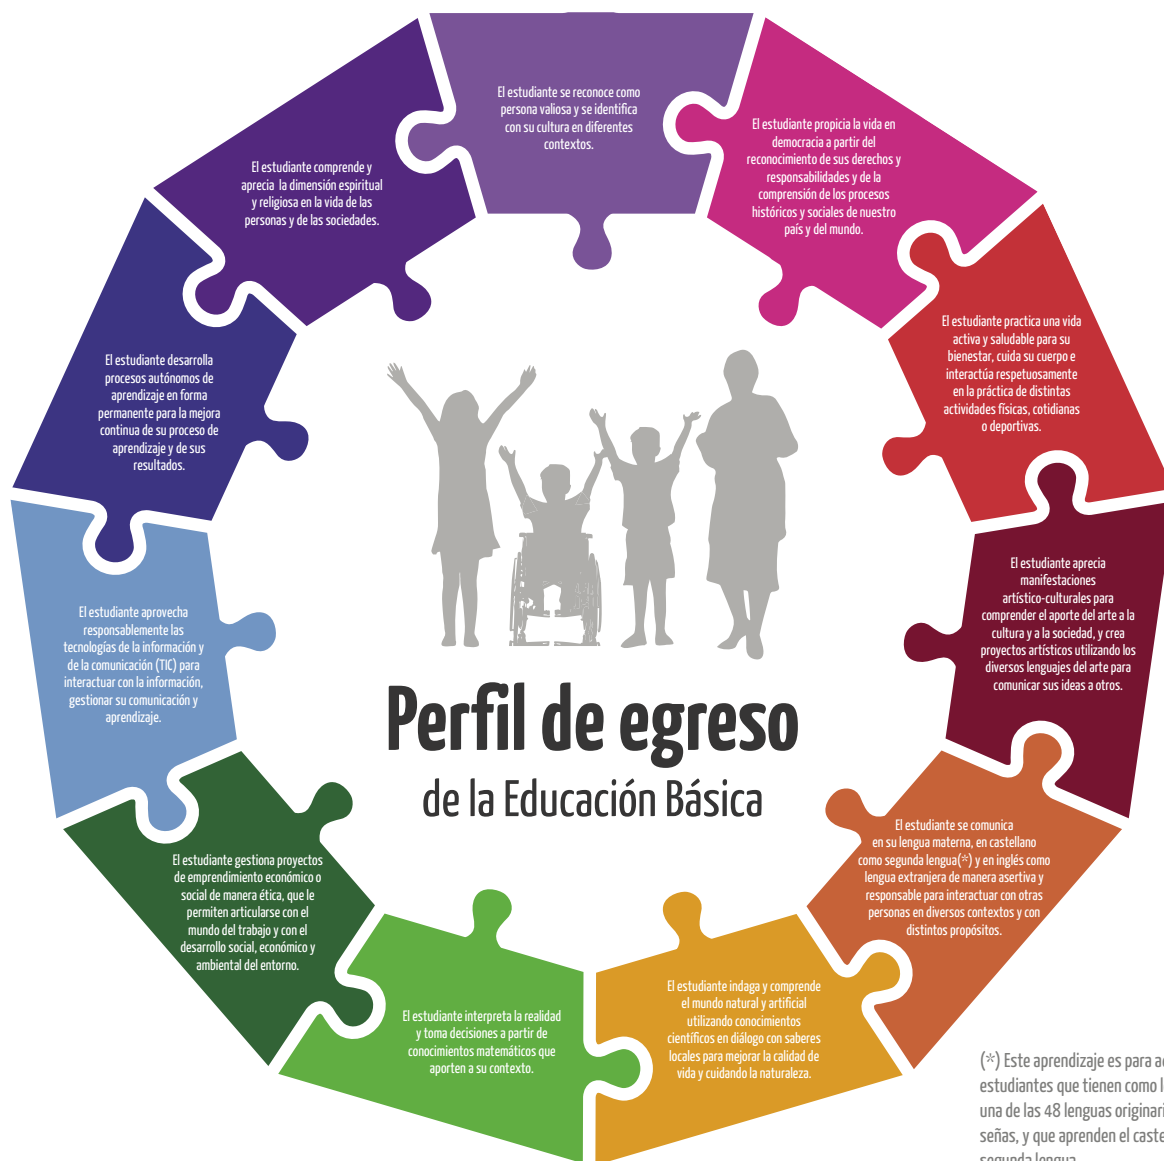 El estudiante se reconoce como
persona valiosa y se identifica
con su cultura en diferentes
contextos.
El estudiante propicia la vida en
democracia a partir del
reconocimiento de sus derechos y
responsabilidades y de la
comprensión de los procesos
históricos y sociales de nuestro
país y del mundo.
El estudiante practica una vida
activa y saludable para su
bienestar, cuida su cuerpo e
interactúa respetuosamente
en la práctica de distintas
actividades físicas, cotidianas
o deportivas.
El estudiante aprecia
manifestaciones
artístico-culturales para
comprender el aporte del arte a la
cultura y a la sociedad, y crea
proyectos artísticos utilizando los
diversos lenguajes del arte para
comunicar sus ideas a otros.
El estudiante se comunica
en su lengua materna, en castellano
como segunda lengua(*) y en inglés como
lengua extranjera de manera asertiva y
responsable para interactuar con otras
personas en diversos contextos y con
distintos propósitos.
El estudiante indaga y comprende
el mundo natural y artificial
utilizando conocimientos
científicos en diálogo con saberes
locales para mejorar la calidad de
vida y cuidando la naturaleza.
El estudiante interpreta la realidad
y toma decisiones a partir de
conocimientos matemáticos que
aporten a su contexto.
El estudiante gestiona proyectos
de emprendimiento económico o
social de manera ética, que le
permiten articularse con el
mundo del trabajo y con el
desarrollo social, económico y
ambiental del entorno.
El estudiante aprovecha
responsablemente las
tecnologías de la información y
de la comunicación (TIC) para
interactuar con la información,
gestionar su comunicación y
aprendizaje.
El estudiante desarrolla
procesos autónomos de
aprendizaje en forma
permanente para la mejora
continua de su proceso de
aprendizaje y de sus
resultados.
El estudiante comprende y
aprecia la dimensión espiritual
y religiosa en la vida de las
personas y de las sociedades.
Perfil de egreso
de la Educación Básica
(*) Este aprendizaje es para
estudiantes que tienen como
una de las 48 lenguas
señas, y que aprenden el
segunda lengua